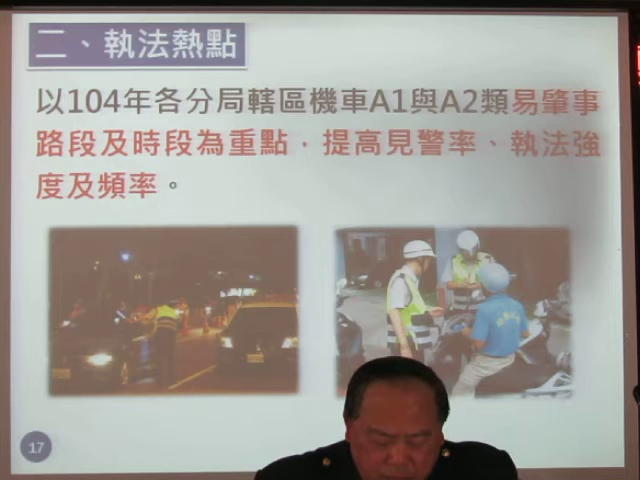 二、執法熱點
以104年各分局轄區機車A1與A2類易肇事
路段及時段為重點，提高見警率、執法強
度及頻率。
17